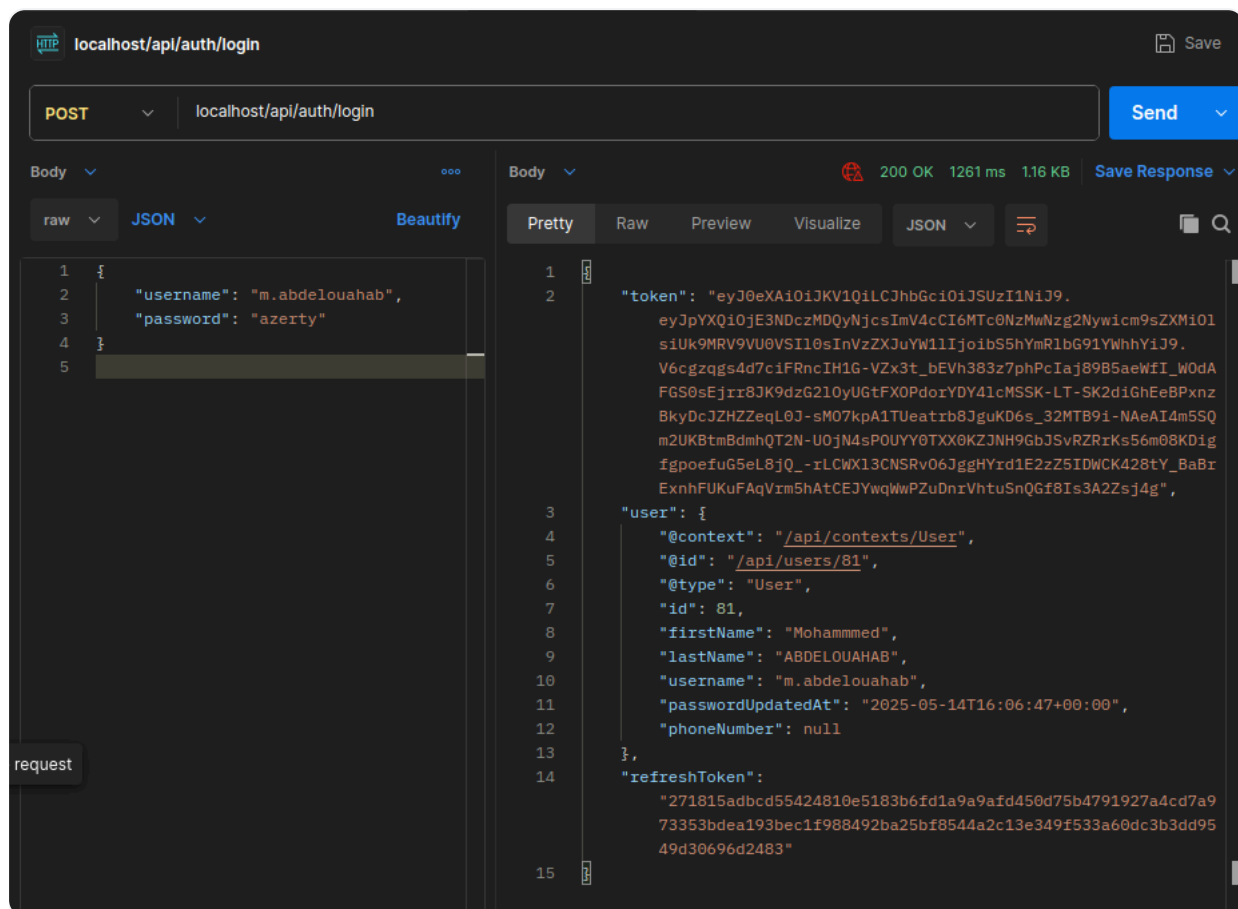 HTTP localhost/api/auth/login Save
POST localhost/api/auth/login Send
Body ooo Body 200 OK 1261 ms 1.16 KB Save Response
raw JSON Beautify Pretty Raw Preview Visualize JSON
1 {
2 "username": "m.abdelouahab",
3 "password": "azerty"
4 }
5
1 {
2 "token": "eyJ0eXAiOiJKV1QiLCJhbGciOiJSUzI1NiJ9.
eyJpYXQiOjE3NDczMDQyNjcsImV4cCI6MTc0NzMwNzg2Nywicm9sZXMiOl
siUk9MRV9VU0VSIl0sInVzZXJuYW1lIjoibS5hYmRlbG91YWhhYiJ9.
V6cgzqgs4d7ciFRncIH1G-VZx3t_bEVh383z7phPcIaj89B5aeWfI_WOdA
FGS0sEjrr8JK9dzG2lOyUGtFXOPdorYDY4lcMSSK-LT-SK2diGhEeBPxnz
BkyDcJZHZZeqL0J-sMO7kpA1TUeatrb8JguKD6s_32MTB9i-NAeAI4m5SQ
m2UKBtmBdmhQT2N-UOjN4sPOUYY0TXX0KZJNH9GbJSvRZRrKs56m08KDig
fgpoefuG5eL8jQ_-rLCWXl3CNSRvO6JggHYrd1E2zZ5IDWCK428tY_BaBr
ExnhFUKuFAqVrm5hAtCEJYwqWwPZuDnrVhtuSnQGf8Is3A2Zsj4g",
3 "user": {
4 "@context": "/api/contexts/User",
5 "@id": "/api/users/81",
6 "@type": "User",
7 "id": 81,
8 "firstName": "Mohammmed",
9 "lastName": "ABDELOUAHAB",
10 "username": "m.abdelouahab",
11 "passwordUpdatedAt": "2025-05-14T16:06:47+00:00",
12 "phoneNumber": null
13 },
14 "refreshToken":
"271815adbcd55424810e5183b6fd1a9a9afd450d75b4791927a4cd7a9
73353bdea193bec1f988492ba25bf8544a2c13e349f533a60dc3b3dd95
49d30696d2483"
15 }
request